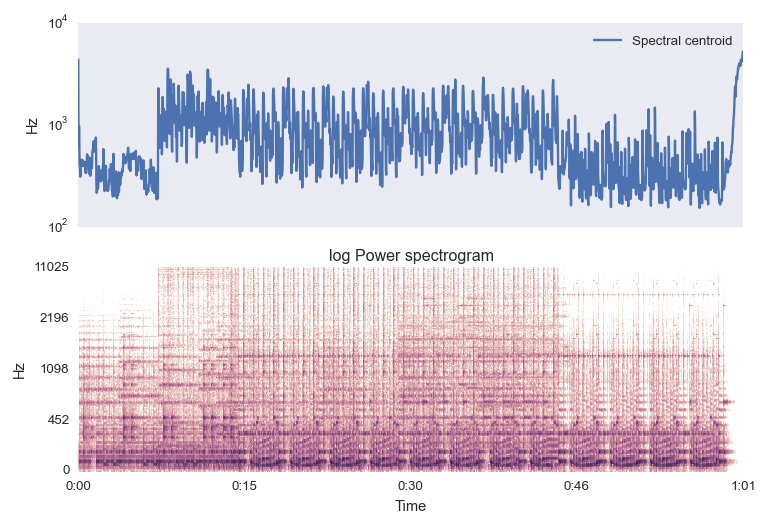 10^4
Spectral centroid
10^3
Hz
10^2
log Power spectrogram
11025
2196
Hz
1098
452
0
0:00 0:15 0:30 0:46 1:01
Time